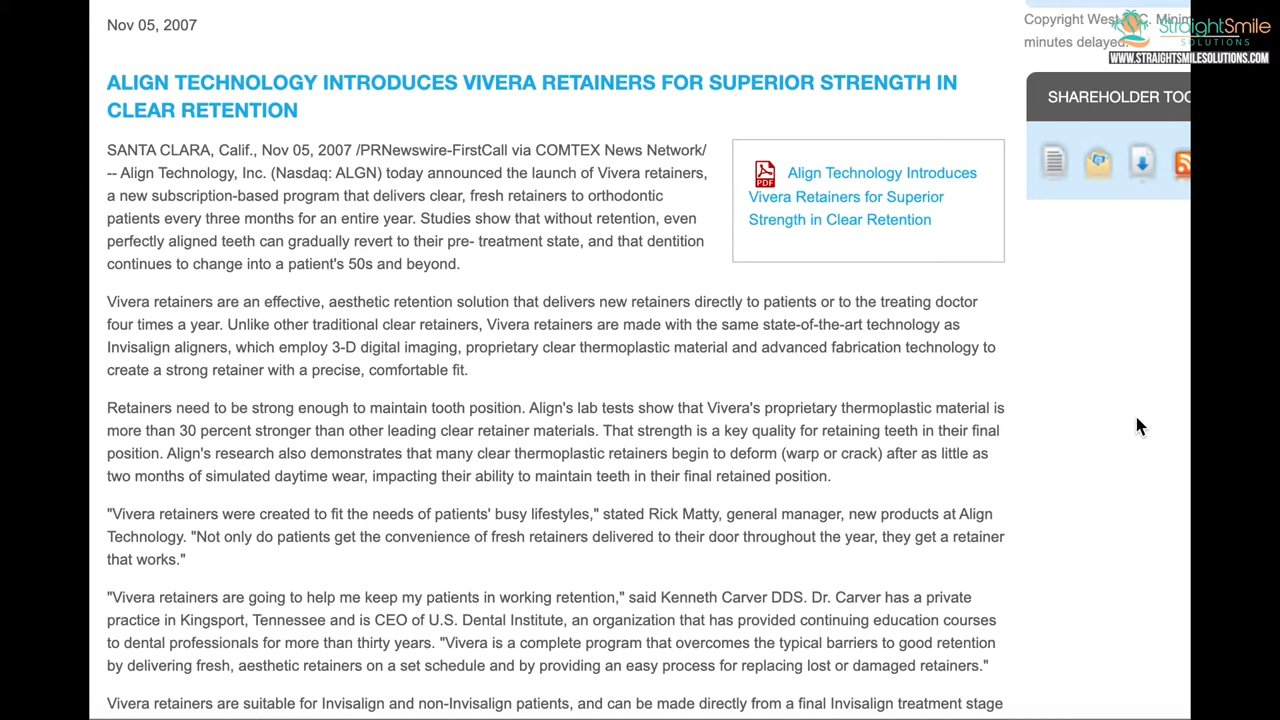 Nov 05, 2007
ALIGN TECHNOLOGY INTRODUCES VIVERA RETAINERS FOR SUPERIOR STRENGTH IN
CLEAR RETENTION
SANTA CLARA, Calif., Nov 05, 2007 /PRNewswire-FirstCall via COMTEX News Network/
-- Align Technology, Inc. (Nasdaq: ALGN) today announced the launch of Vivera retainers,
a new subscription-based program that delivers clear, fresh retainers to orthodontic
patients every three months for an entire year. Studies show that without retention, even
perfectly aligned teeth can gradually revert to their pre- treatment state, and that dentition
continues to change into a patient's 50s and beyond.
PDF
Align Technology Introduces
Vivera Retainers for Superior
Strength in Clear Retention
Vivera retainers are an effective, aesthetic retention solution that delivers new retainers directly to patients or to the treating doctor
four times a year. Unlike other traditional clear retainers, Vivera retainers are made with the same state-of-the-art technology as
Invisalign aligners, which employ 3-D digital imaging, proprietary clear thermoplastic material and advanced fabrication technology to
create a strong retainer with a precise, comfortable fit.
Retainers need to be strong enough to maintain tooth position. Align's lab tests show that Vivera's proprietary thermoplastic material is
more than 30 percent stronger than other leading clear retainer materials. That strength is a key quality for retaining teeth in their final
position. Align's research also demonstrates that many clear thermoplastic retainers begin to deform (warp or crack) after as little as
two months of simulated daytime wear, impacting their ability to maintain teeth in their final retained position.
"Vivera retainers were created to fit the needs of patients' busy lifestyles," stated Rick Matty, general manager, new products at Align
Technology. "Not only do patients get the convenience of fresh retainers delivered to their door throughout the year, they get a retainer
that works."
"Vivera retainers are going to help me keep my patients in working retention," said Kenneth Carver DDS. Dr. Carver has a private
practice in Kingsport, Tennessee and is CEO of U.S. Dental Institute, an organization that has provided continuing education courses
to dental professionals for more than thirty years. "Vivera is a complete program that overcomes the typical barriers to good retention
by delivering fresh, aesthetic retainers on a set schedule and by providing an easy process for replacing lost or damaged retainers."
Vivera retainers are suitable for Invisalign and non-Invisalign patients, and can be made directly from a final Invisalign treatment stage
Copyright West
minutes delayed.
StraightSmile
SOLUTIONS
WWW.STRAIGHTSMILESOLUTIONS.COM
SHAREHOLDER TOO